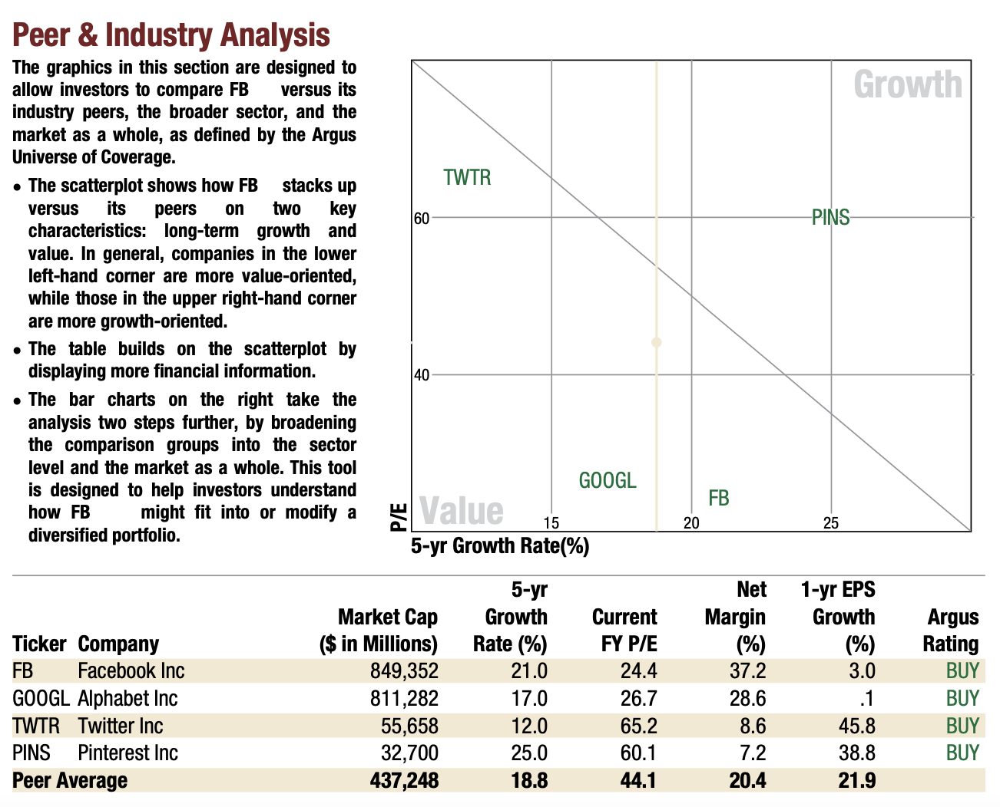 Peer & Industry Analysis
The graphics in this section are designed to
allow investors to compare FB versus its
industry peers, the broader sector, and the
market as a whole, as defined by the Argus
Universe of Coverage.
• The scatterplot shows how FB stacks up
versus its peers on two key
characteristics: long-term growth and
value. In general, companies in the lower
left-hand corner are more value-oriented,
while those in the upper right-hand corner
are more growth-oriented.
• The table builds on the scatterplot by
displaying more financial information.
• The bar charts on the right take the
analysis two steps further, by broadening
the comparison groups into the sector
level and the market as a whole. This tool
is designed to help investors understand
how FB might fit into or modify a
diversified portfolio.
Growth
TWTR
60
PINS
40
GOOGL
FB
Value
P/E
15 20 25
5-yr Growth Rate(%)
5-yr Net 1-yr EPS
Market Cap Growth Current Margin Growth Argus
Ticker Company ($ in Millions) Rate (%) FY P/E (%) (%) Rating
FB Facebook Inc 849,352 21.0 24.4 37.2 3.0 BUY
GOOGL Alphabet Inc 811,282 17.0 26.7 28.6 .1 BUY
TWTR Twitter Inc 55,658 12.0 65.2 8.6 45.8 BUY
PINS Pinterest Inc 32,700 25.0 60.1 7.2 38.8 BUY
Peer Average 437,248 18.8 44.1 20.4 21.9